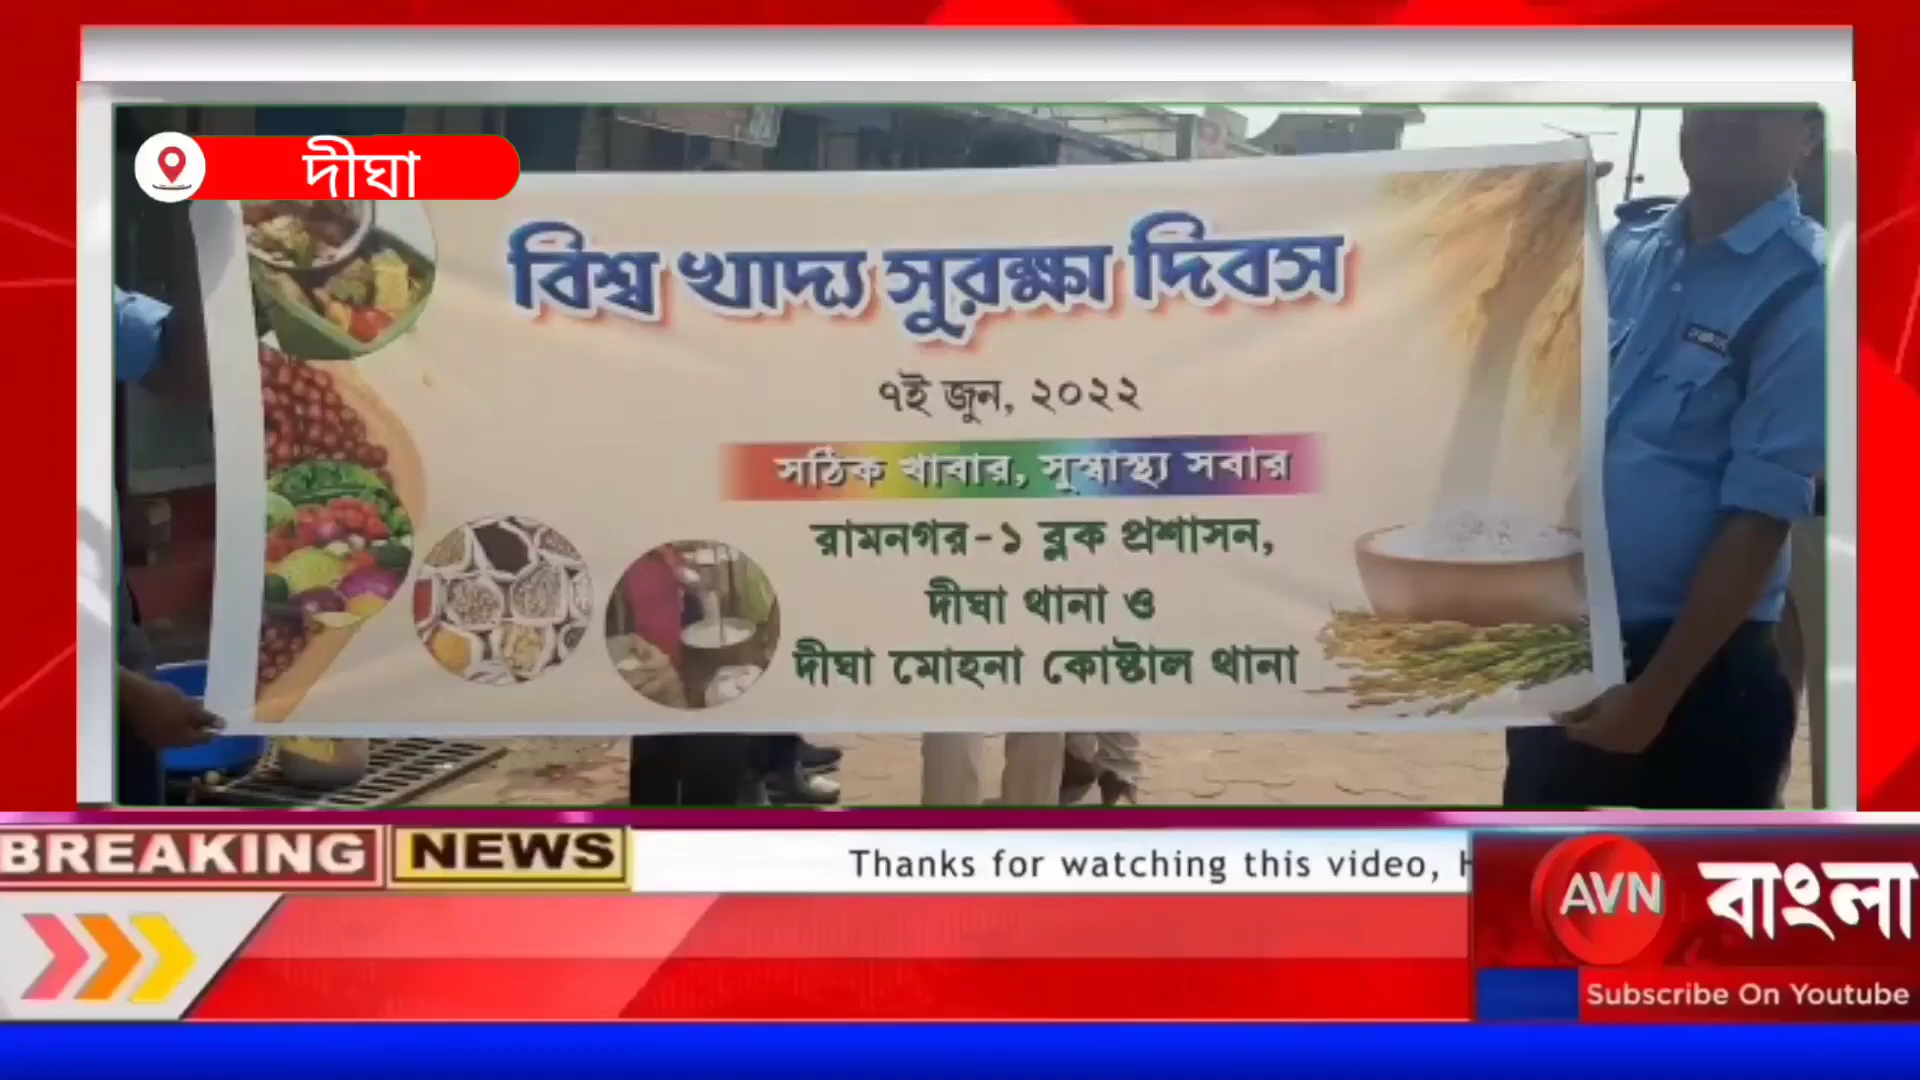 দীঘা
বিশ্ব খাদ্য সুরক্ষা দিবস
৭ই জুন, ২০২২
সঠিক খাবার, সুস্বাস্থ্য সবার
রামনগর-১ ব্লক প্রশাসন,
দীঘা থানা ও
দীঘা মোহনা কোষ্টাল থানা
BREAKING NEWS
Thanks for watching this video,
AVN বাংলা
Subscribe On Youtube